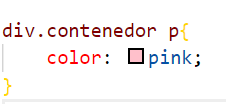 div.contenedor p{
color: pink;
}